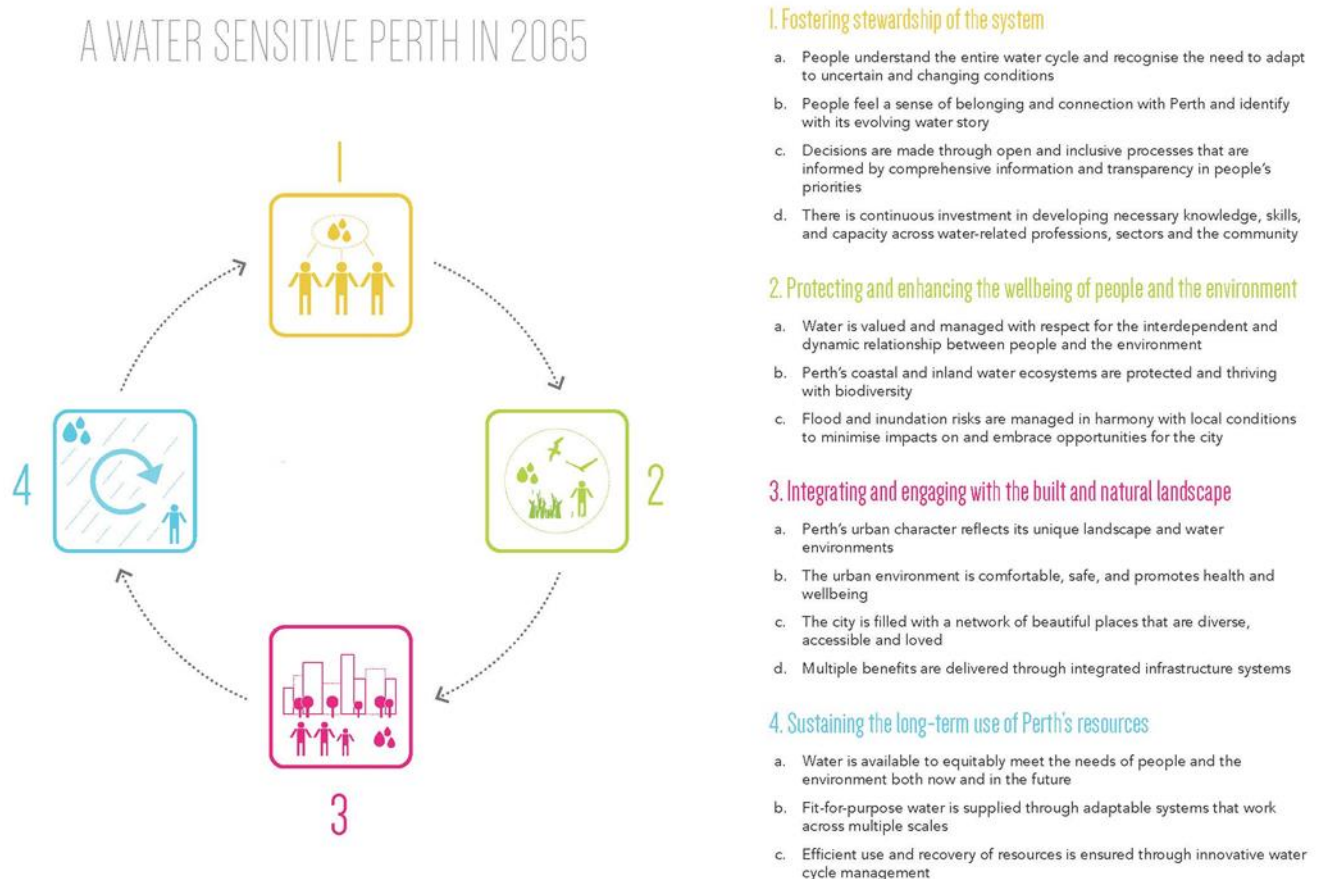 A WATER SENSITIVE PERTH IN 2065
1
2
3
4
1. Fostering stewardship of the system
a. People understand the entire water cycle and recognise the need to adapt
to uncertain and changing conditions
b. People feel a sense of belonging and connection with Perth and identify
with its evolving water story
c. Decisions are made through open and inclusive processes that are
informed by comprehensive information and transparency in people's
priorities
d. There is continuous investment in developing necessary knowledge, skills,
and capacity across water-related professions, sectors and the community
2. Protecting and enhancing the wellbeing of people and the environment
a. Water is valued and managed with respect for the interdependent and
dynamic relationship between people and the environment
b. Perth's coastal and inland water ecosystems are protected and thriving
with biodiversity
c. Flood and inundation risks are managed in harmony with local conditions
to minimise impacts on and embrace opportunities for the city
3. Integrating and engaging with the built and natural landscape
a. Perth's urban character reflects its unique landscape and water
environments
b. The urban environment is comfortable, safe, and promotes health and
wellbeing
c. The city is filled with a network of beautiful places that are diverse,
accessible and loved
d. Multiple benefits are delivered through integrated infrastructure systems
4. Sustaining the long-term use of Perth's resources
a. Water is available to equitably meet the needs of people and the
environment both now and in the future
b. Fit-for-purpose water is supplied through adaptable systems that work
across multiple scales
c. Efficient use and recovery of resources is ensured through innovative water
cycle management